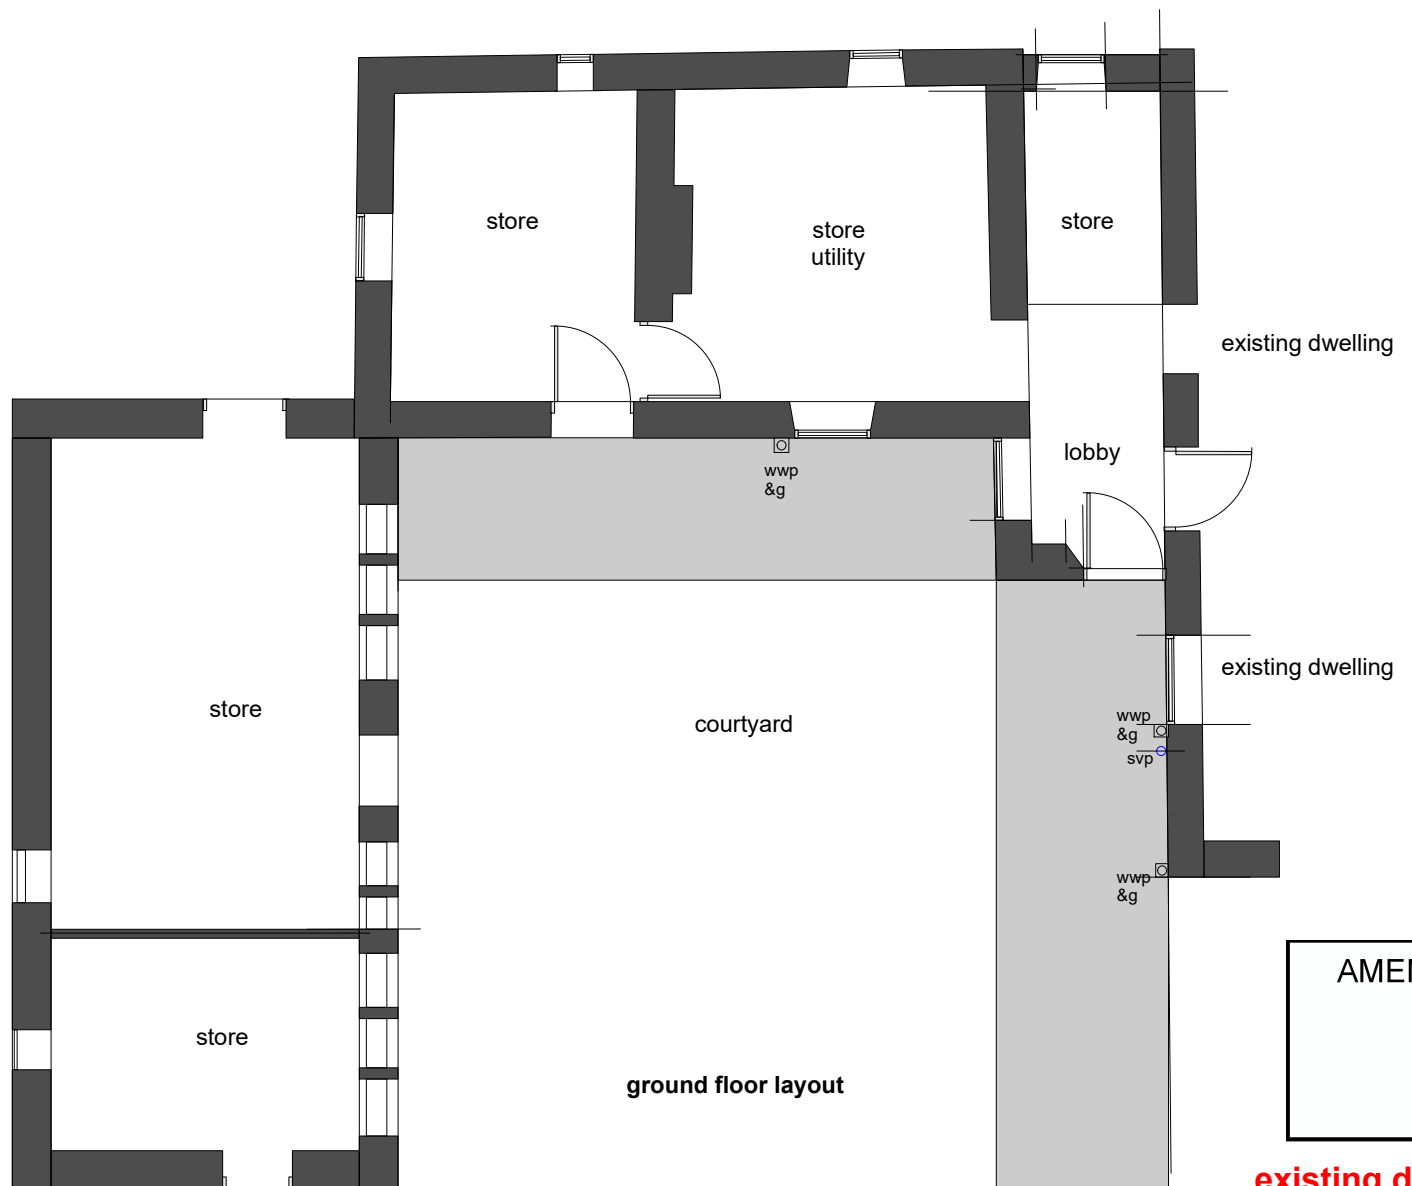 store
store
utility
store
existing dwelling
lobby
wwp
&g
existing dwelling
store
courtyard
wwp
&g
svp
wwp
&g
store
ground floor layout
existing d